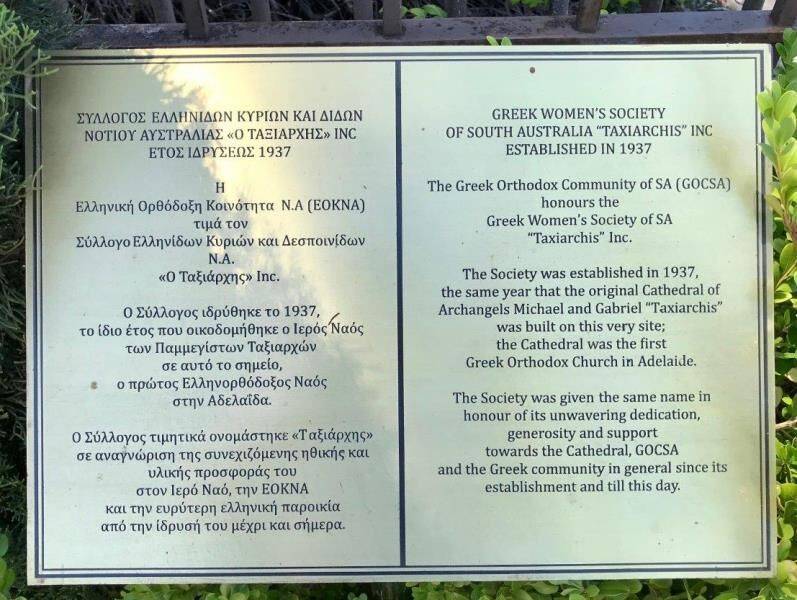 ΣΥΛΛΟΓΟΣ ΕΛΛΗΝΙΔΩΝ ΚΥΡΙΩΝ ΚΑΙ ΔΙΔΩΝ
ΝΟΤΙΟΥ ΑΥΣΤΡΑΛΙΑΣ «Ο ΤΑΞΙΑΡΧΗΣ» INC
ΕΤΟΣ ΙΔΡΥΣΕΩΣ 1937
Η
Ελληνική Ορθόδοξη Κοινότητα Ν.Α (ΕΟΚΝΑ)
τιμά τον
Σύλλογο Ελληνίδων Κυριών και Δεσποινίδων
Ν.Α.
«Ο Ταξιάρχης» Inc.
Ο Σύλλογος ιδρύθηκε το 1937,
το ίδιο έτος που οικοδομήθηκε ο Ιερός Ναός
των Παμμεγίστων Ταξιαρχών
σε αυτό το σημείο,
ο πρώτος Ελληνορθόδοξος Ναός
στην Αδελαΐδα.
Ο Σύλλογος τιμητικά ονομάστηκε «Ταξιάρχης»
σε αναγνώριση της συνεχιζόμενης ηθικής και
υλικής προσφοράς του
στον Ιερό Ναό, την ΕΟΚΝΑ
και την ευρύτερη ελληνική παροικία
από την ίδρυσή του μέχρι και σήμερα.
GREEK WOMEN'S SOCIETY
OF SOUTH AUSTRALIA "TAXIARCHIS" INC
ESTABLISHED IN 1937
The Greek Orthodox Community of SA (GOCSA)
honours the
Greek Women's Society of SA
"Taxiarchis" Inc.
The Society was established in 1937,
the same year that the original Cathedral of
Archangels Michael and Gabriel "Taxiarchis"
was built on this very site;
the Cathedral was the first
Greek Orthodox Church in Adelaide.
The Society was given the same name in
honour of its unwavering dedication,
generosity and support
towards the Cathedral, GOCSA
and the Greek community in general since its
establishment and till this day.